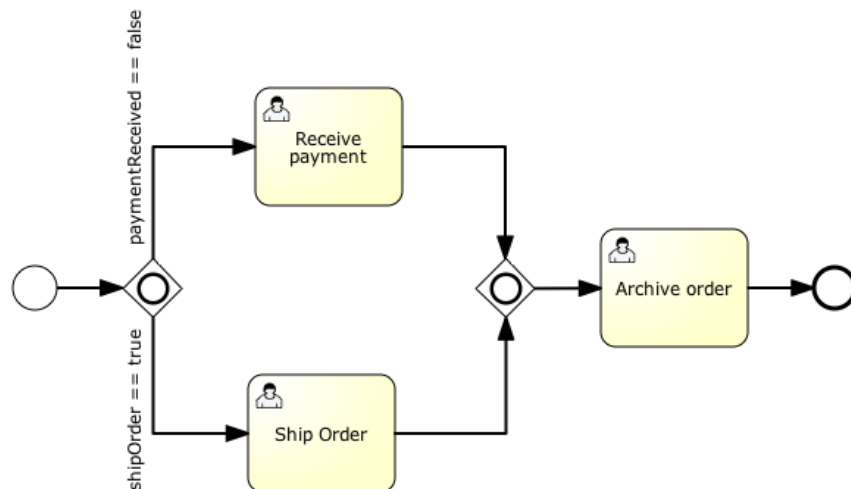 paymentReceived == false
Receive
payment
Archive order
shipOrder == true
Ship Order